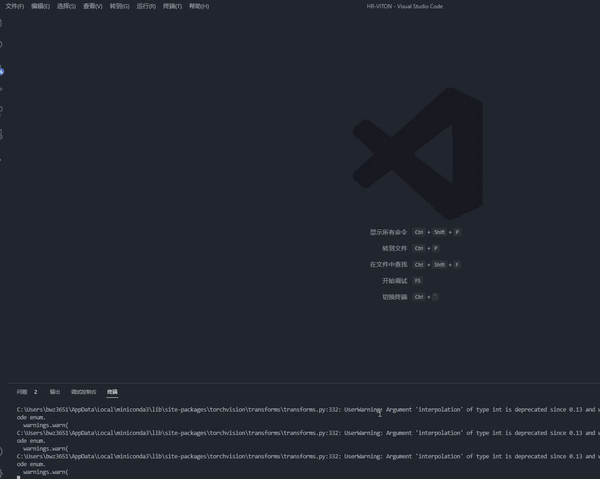 文件(F) 编辑(E) 选择(S) 查看(V) 转到(G) 运行(R) 终端(T) 帮助(H) HR-VITON - Visual Studio Code
显示所有命令 Ctrl + Shift + P
转到文件 Ctrl + P
在文件中查找 Ctrl + Shift + F
开始调试 F5
切换终端 Ctrl + `
问题 2 输出 调试控制台 终端
C:\Users\bwz3651\AppData\Local\miniconda3\lib\site-packages\torchvision\transforms\transforms.py:332: UserWarning: Argument 'interpolation' of type int is deprecated since 0.13 and w
ode enum.
warnings.warn(
C:\Users\bwz3651\AppData\Local\miniconda3\lib\site-packages\torchvision\transforms\transforms.py:332: UserWarning: Argument 'interpolation' of type int is deprecated since 0.13 and w
ode enum.
warnings.warn(
C:\Users\bwz3651\AppData\Local\miniconda3\lib\site-packages\torchvision\transforms\transforms.py:332: UserWarning: Argument 'interpolation' of type int is deprecated since 0.13 and w
ode enum.
warnings.warn(